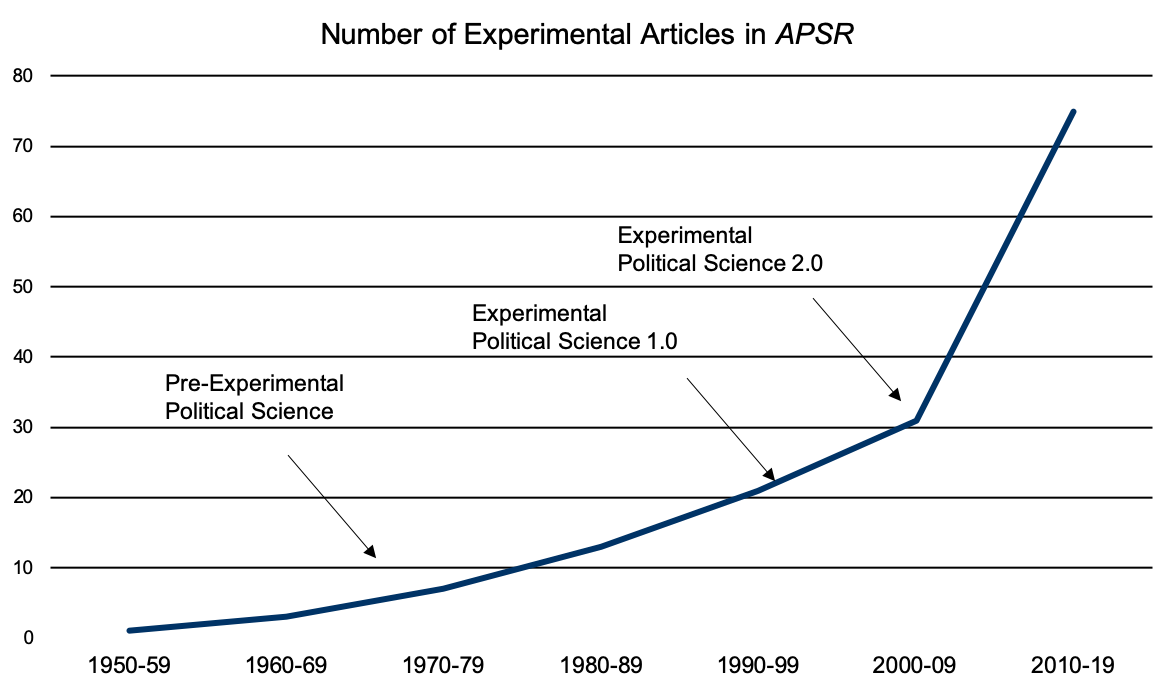 Number of Experimental Articles in APSR
80
70
60
50
40
30
20
10
0
Experimental
Political Science 2.0
Experimental
Political Science 1.0
Pre-Experimental
Political Science
1950-59
1960-69
1970-79
1980-89
1990-99
2000-09
2010-19